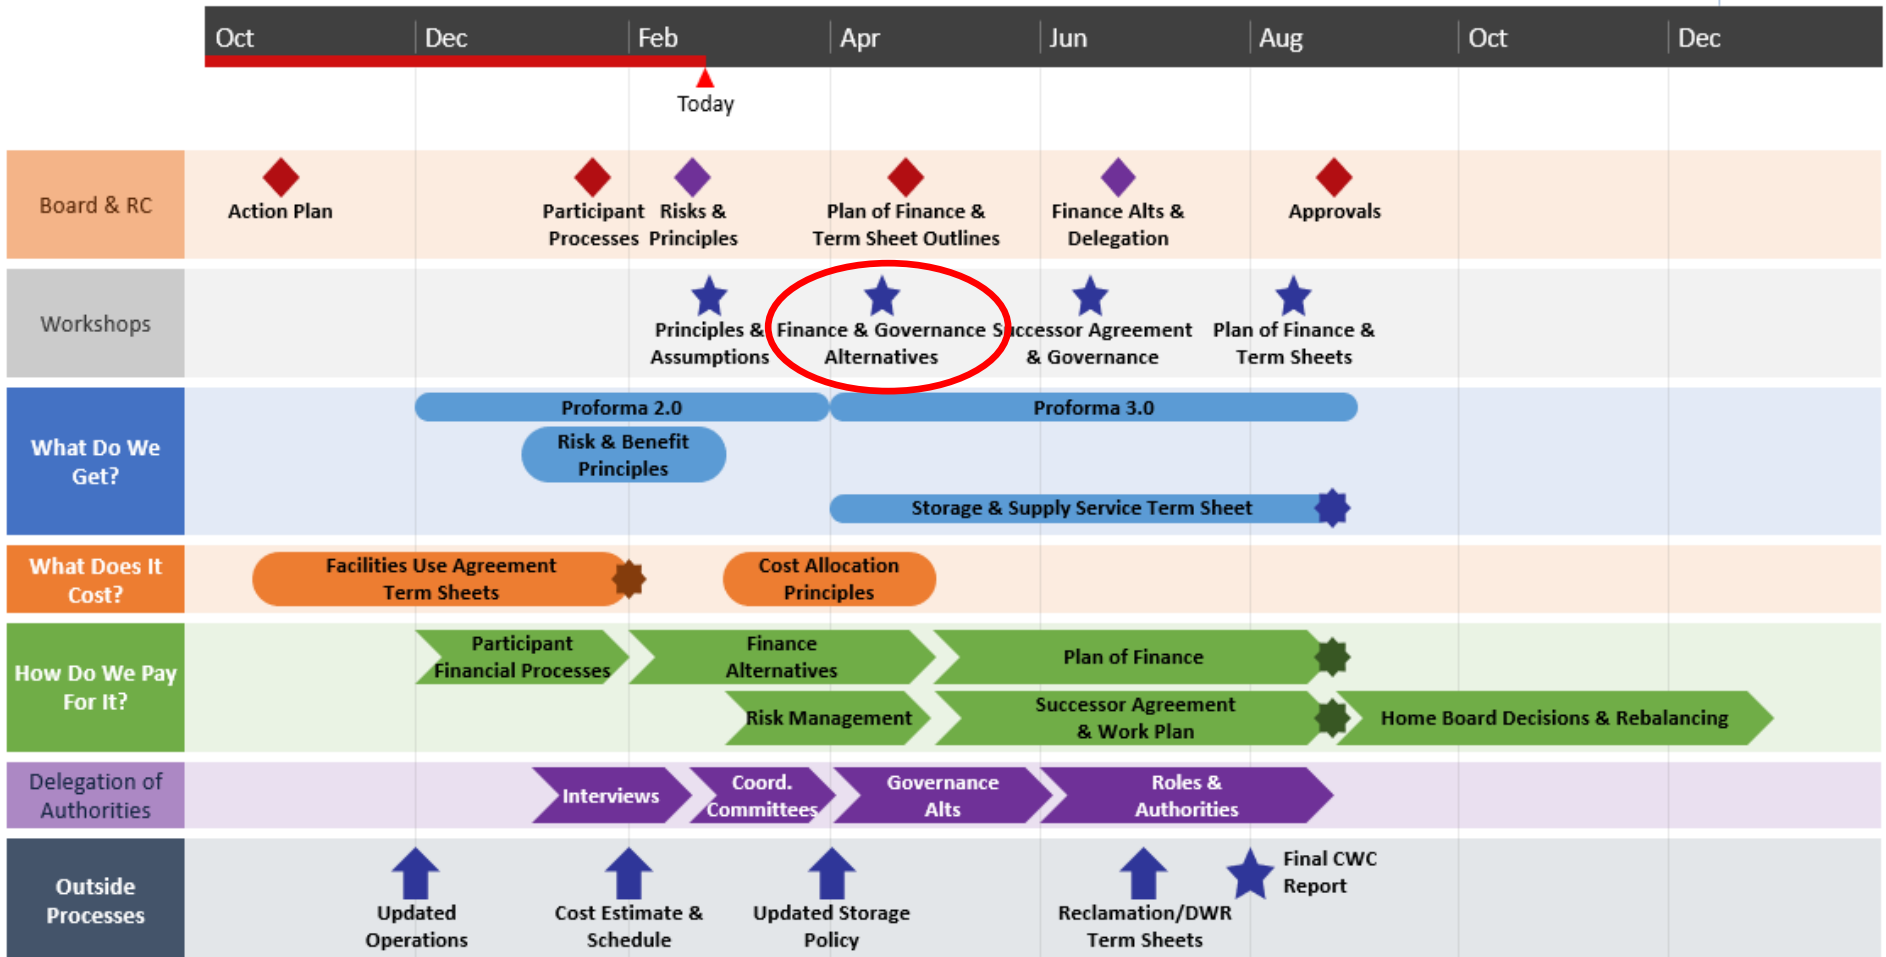 Oct Dec Feb Apr Jun Aug Oct Dec
Today
Board & RC
Action Plan
Participant
Processes
Risks &
Principles
Plan of Finance &
Term Sheet Outlines
Finance Alts &
Delegation
Approvals
Workshops
Principles &
Assumptions
Finance & Governance
Alternatives
Successor Agreement
& Governance
Plan of Finance &
Term Sheets
What Do We
Get?
Proforma 2.0
Proforma 3.0
Risk & Benefit
Principles
Storage & Supply Service Term Sheet
What Does It
Cost?
Facilities Use Agreement
Term Sheets
Cost Allocation
Principles
How Do We Pay
For It?
Participant
Financial Processes
Finance
Alternatives
Plan of Finance
Risk Management
Successor Agreement
& Work Plan
Home Board Decisions & Rebalancing
Delegation of
Authorities
Interviews
Coord.
Committees
Governance
Alts
Roles &
Authorities
Outside
Processes
Updated
Operations
Cost Estimate &
Schedule
Updated Storage
Policy
Reclamation/DWR
Term Sheets
Final CWC
Report